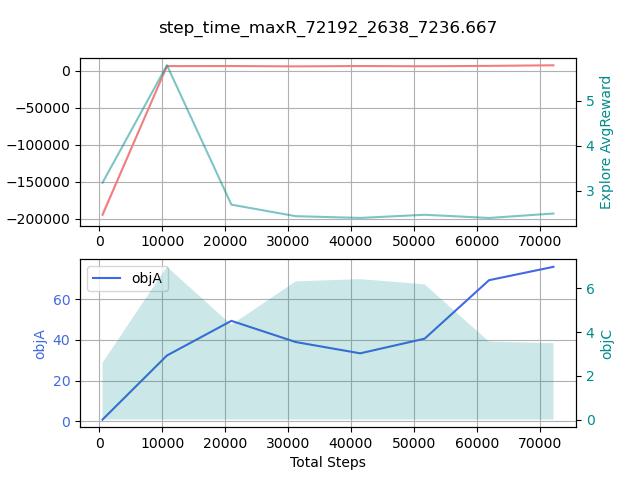 step_time_maxR_72192_2638_7236.667
0
−50000
−100000
−150000
−200000
5
4
3
Explore AvgReward
0 10000 20000 30000 40000 50000 60000 70000
objA
60
40
20
0
objA
6
4
2
0
objC
0 10000 20000 30000 40000 50000 60000 70000
Total Steps